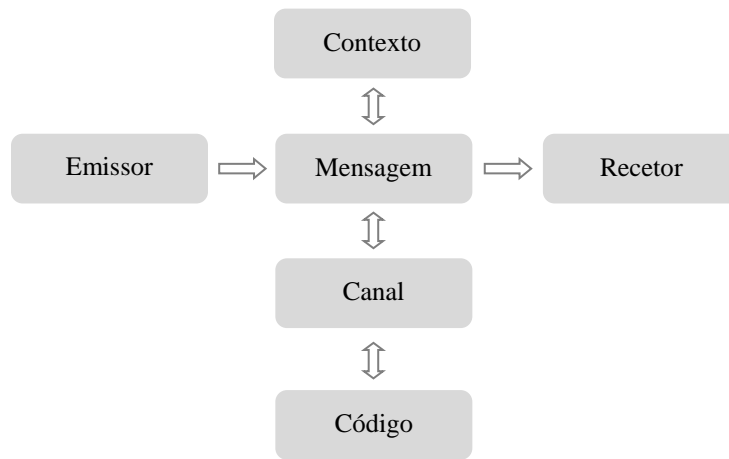 Contexto
Emissor
Mensagem
Recetor
Canal
Código